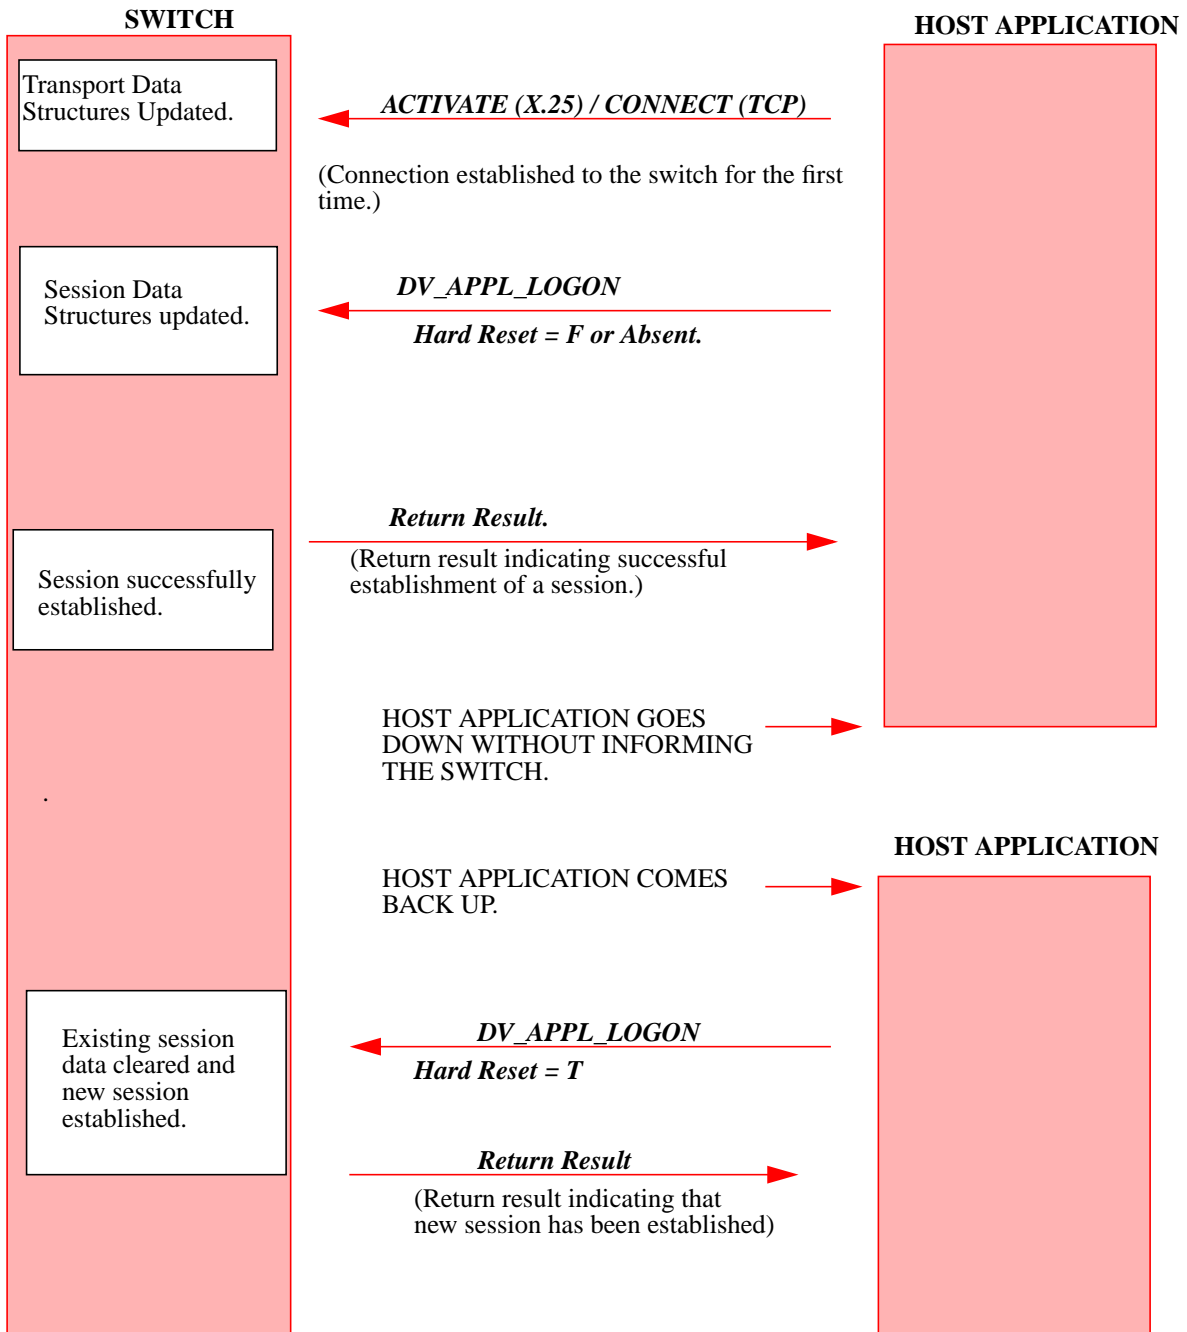 SWITCH
HOST APPLICATION
Transport Data
Structures Updated.
ACTIVATE (X.25) / CONNECT (TCP)
(Connection established to the switch for the first
time.)
Session Data
Structures updated.
DV_APPL_LOGON
Hard Reset = F or Absent.
Return Result.
(Return result indicating successful
establishment of a session.)
Session successfully
established.
HOST APPLICATION GOES
DOWN WITHOUT INFORMING
THE SWITCH.
.
HOST APPLICATION
HOST APPLICATION COMES
BACK UP.
Existing session
data cleared and
new session
established.
DV_APPL_LOGON
Hard Reset = T
Return Result
(Return result indicating that
new session has been established)